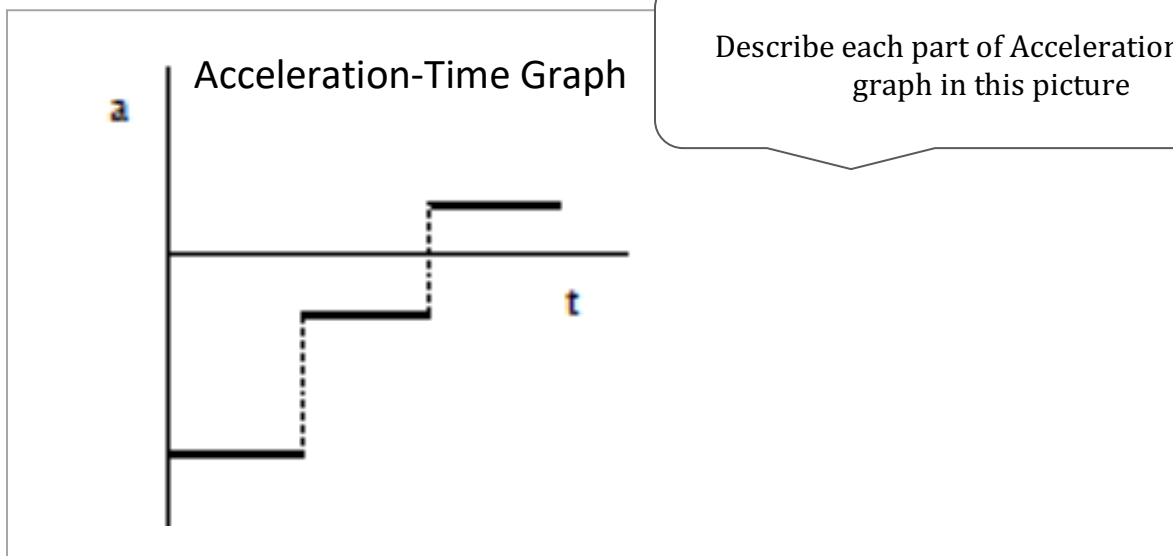 Describe each part of Acceleration
graph in this picture
Acceleration-Time Graph
a
t